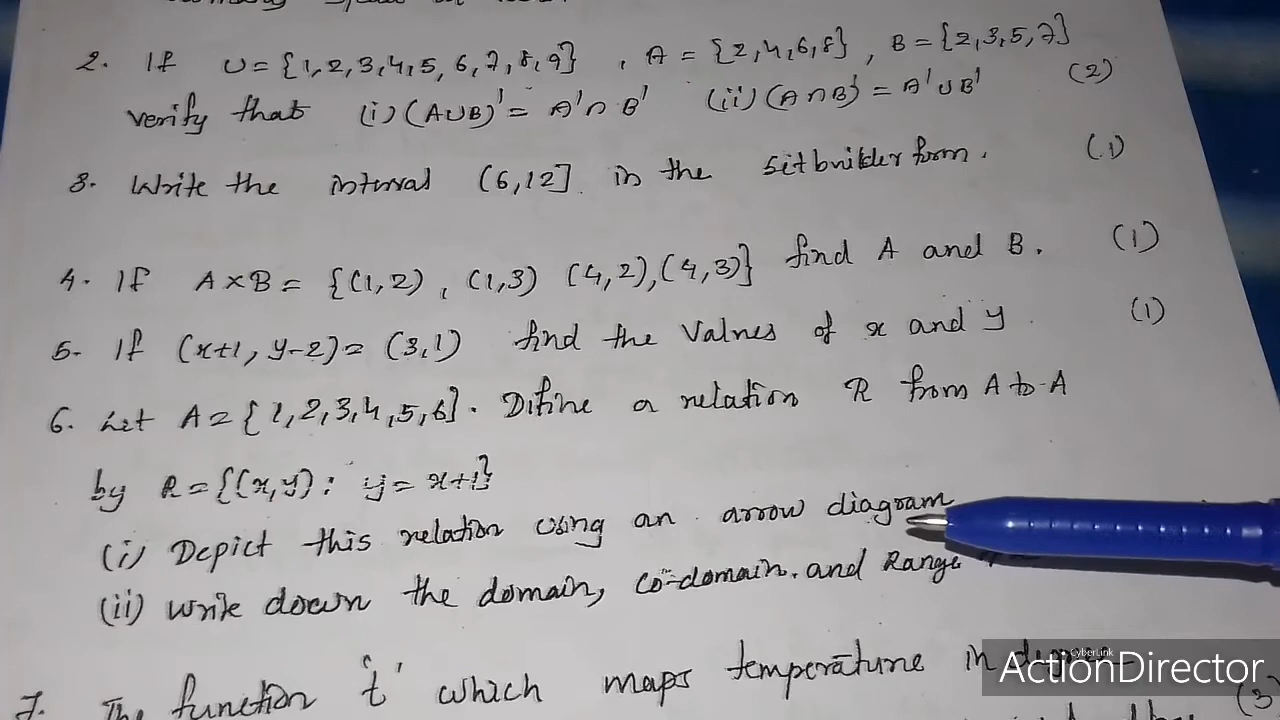 2. If U = {1,2,3,4,5,6,7,8,9}, A = {2,4,6,8}, B = {2,3,5,7}
verify that (i) (A∪B)' = A'∩B' (ii) (A∩B)' = A'∪B' (2)
3. Write the interval (6,12] in the setbuilder form. (1)
4. If A×B = {(1,2), (1,3) (4,2),(4,3)} find A and B. (1)
5. If (x+1, y-2) = (3,1) find the values of x and y (1)
6. Let A = {1,2,3,4,5,6}. Define a relation R from A to A
by R = {(x,y): y = x+1}
(i) Depict this relation using an arrow diagram
(ii) write down the domain, co-domain, and Range
7. The function 't' which maps temperature in (3)
CyberLink
ActionDirector